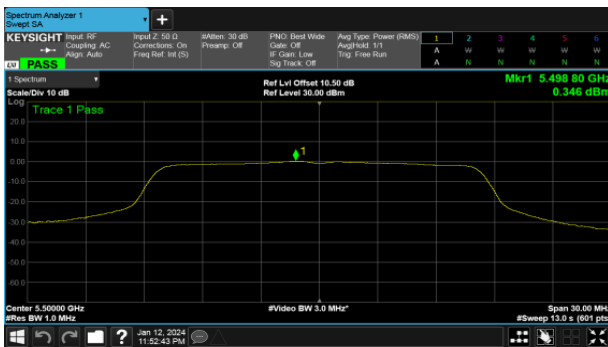 Spectrum Analyzer 1
Swept SA
+
KEYSIGHT Input: RF Input Z: 50 Ω #Atten: 30 dB PNO: Best Wide Avg Type: Power (RMS) 1 2 3 4 5 6
Coupling: AC Corrections: On Preamp: Off Gate: Off Avg|Hold: 1/1 A W W W W W
Align: Auto Freq Ref: Int (S) IF Gain: Low Trig: Free Run
Sig Track: Off A N N N N N
LXI PASS
1 Spectrum Ref Lvl Offset 10.50 dB Mkr1 5.498 80 GHz
Scale/Div 10 dB Ref Level 30.00 dBm 0.346 dBm
Log Trace 1 Pass
20.0
10.0
1
0.00
-10.0
-20.0
-30.0
-40.0
-50.0
-60.0
Center 5.50000 GHz #Video BW 3.0 MHz* Span 30.00 MHz
#Res BW 1.0 MHz #Sweep 13.0 s (601 pts)
? Jan 12, 2024
11:52:43 PM